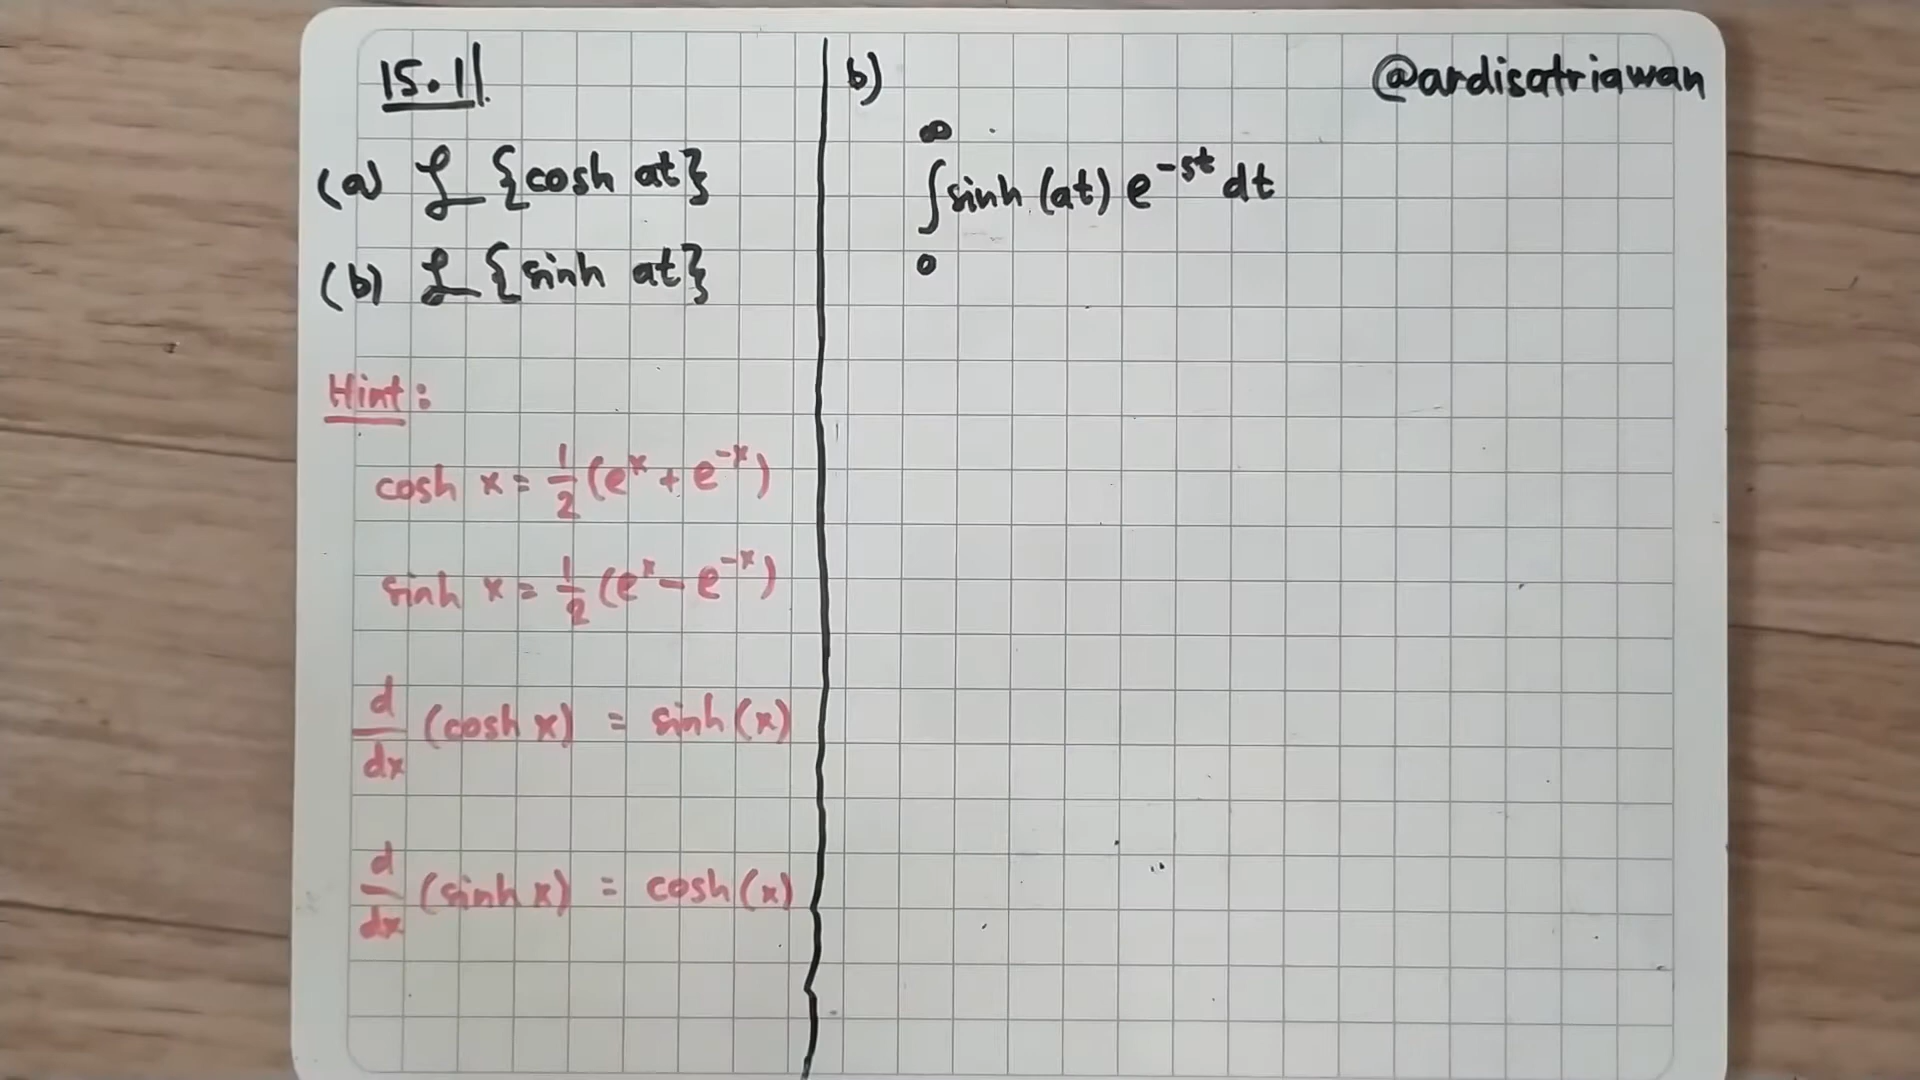 15.11.
(a) ℒ {cosh at}
(b) ℒ {sinh at}
Hint:
cosh x = 1/2 (e^x + e^-x)
sinh x = 1/2 (e^x - e^-x)
d/dx (cosh x) = sinh (x)
d/dx (sinh x) = cosh (x)
b)
@ardisatriawan
∫_0^∞ sinh (at) e^-st dt